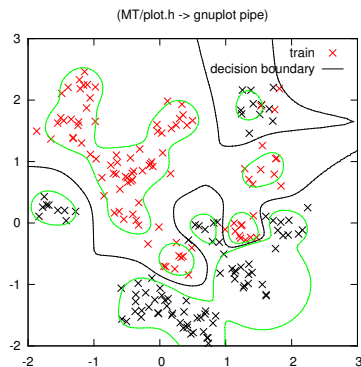 (MT/plot.h -> gnuplot pipe)
train
decision boundary
3
2
1
0
-1
-2
-2 -1 0 1 2 3